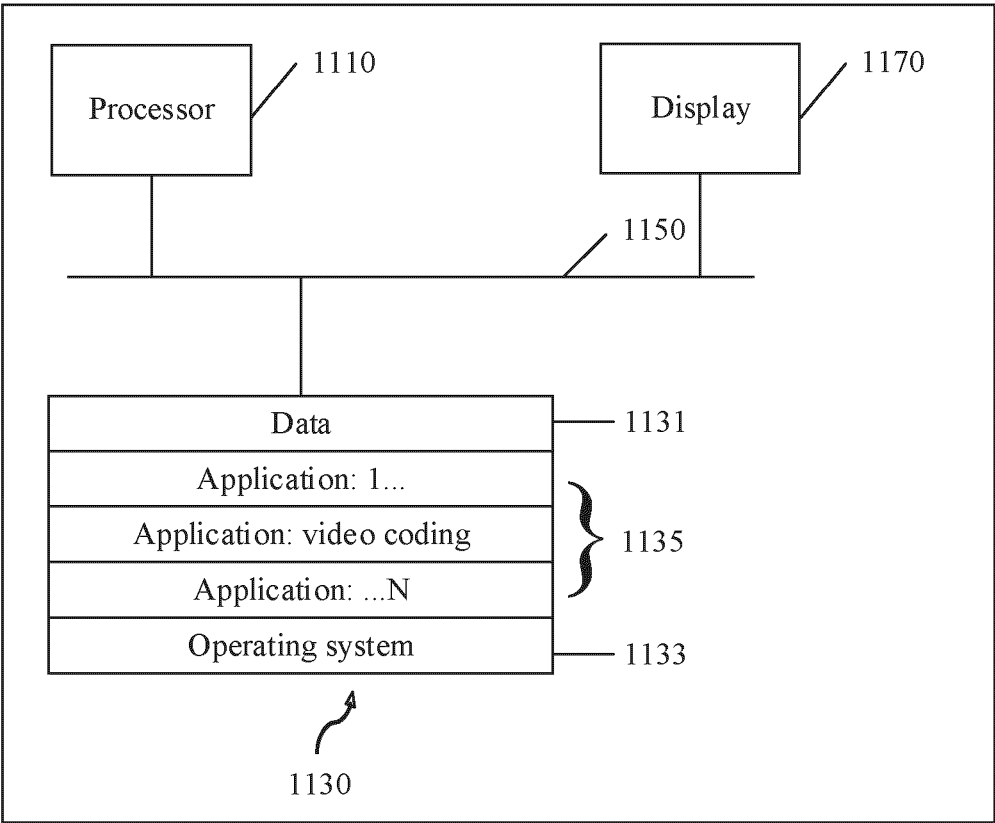 1110
1170
Processor
Display
1150
Data
1131
Application: 1...
Application: video coding
1135
Application: ...N
Operating system
1133
1130